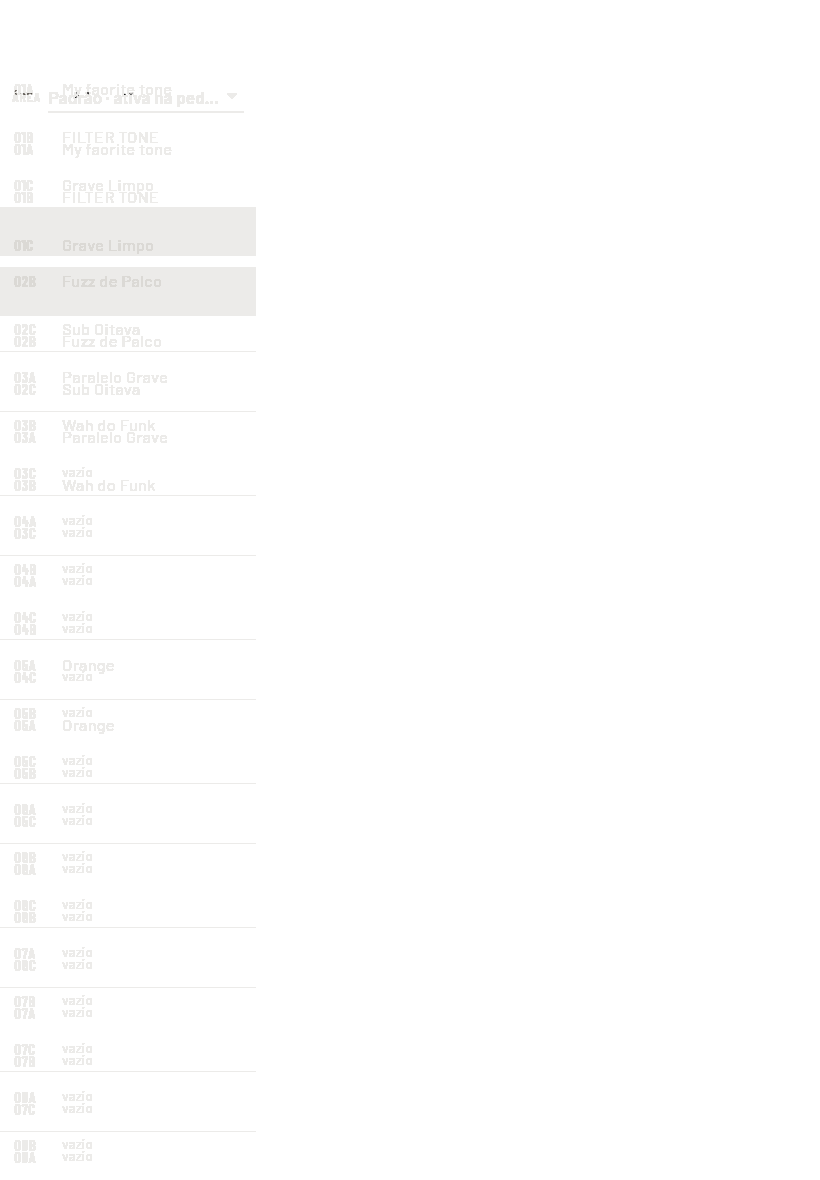 01A My faorite tone
AREA Padrão · ativa na ped...
01B FILTER TONE
01A My faorite tone
01C Grave Limpo
01B FILTER TONE
01C Grave Limpo
02B Fuzz de Palco
02C Sub Oitava
02B Fuzz de Palco
03A Paralelo Grave
02C Sub Oitava
03B Wah do Funk
03A Paralelo Grave
03C vazio
03B Wah do Funk
04A vazio
03C vazio
04B vazio
04A vazio
04C vazio
04B vazio
05A Orange
04C vazio
05B vazio
05A Orange
05C vazio
05B vazio
06A vazio
05C vazio
06B vazio
06A vazio
06C vazio
06B vazio
07A vazio
06C vazio
07B vazio
07A vazio
07C vazio
07B vazio
08A vazio
07C vazio
08B vazio
08A vazio